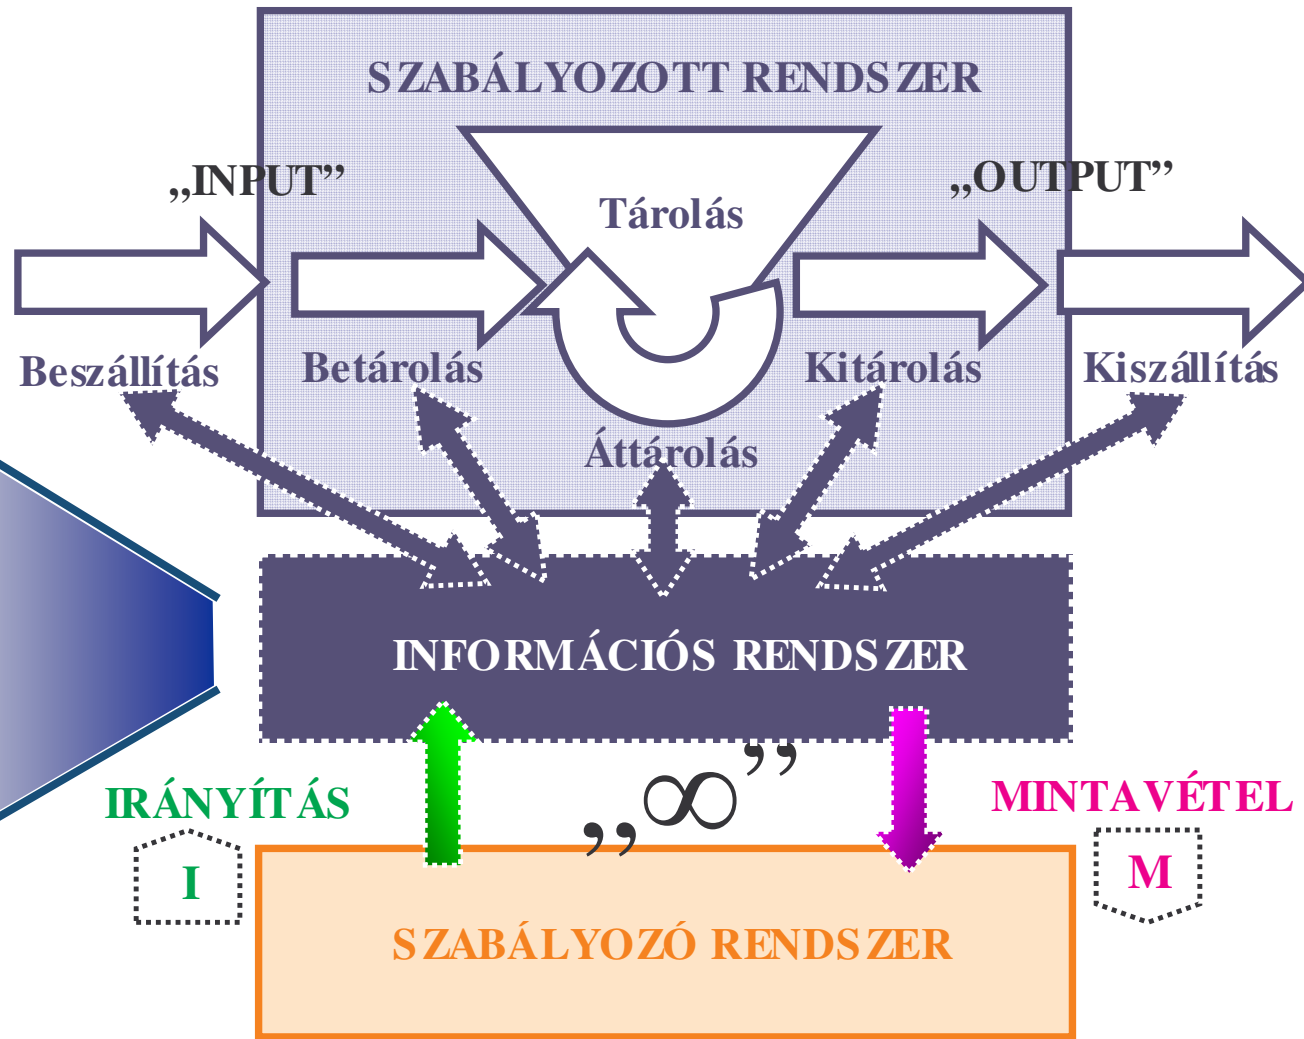 SZABÁLYOZOTT RENDSZER
„INPUT”
„OUTPUT”
Tárolás
Beszállítás
Betárolás
Kitárolás
Kiszállítás
Áttárolás
INFORMÁCIÓS RENDSZER
„∞”
IRÁNYÍTÁS
MINTAVÉTEL
I
M
SZABÁLYOZÓ RENDSZER